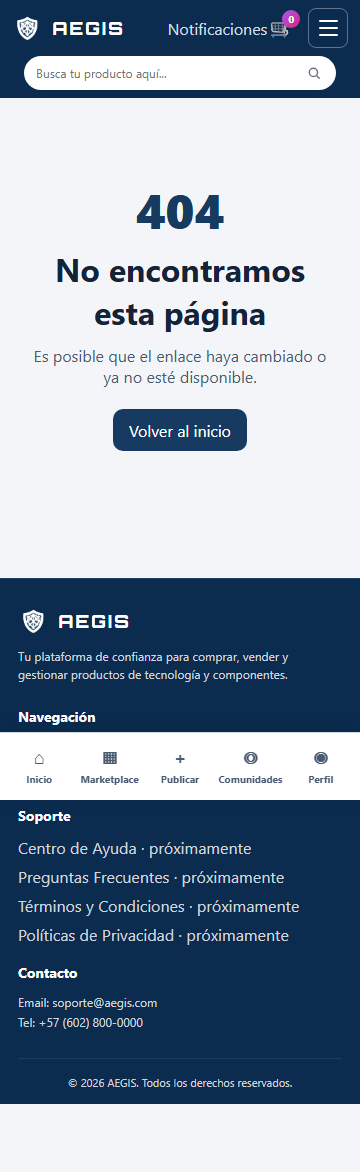 AEGIS
Notificaciones
0
Busca tu producto aquí...
404
No encontramos
esta página
Es posible que el enlace haya cambiado o
ya no esté disponible.
Volver al inicio
AEGIS
Tu plataforma de confianza para comprar, vender y
gestionar productos de tecnología y componentes.
Navegación
Inicio
Marketplace
+
Publicar
Comunidades
Perfil
Soporte
Centro de Ayuda · próximamente
Preguntas Frecuentes · próximamente
Términos y Condiciones · próximamente
Políticas de Privacidad · próximamente
Contacto
Email: soporte@aegis.com
Tel: +57 (602) 800-0000
© 2026 AEGIS. Todos los derechos reservados.